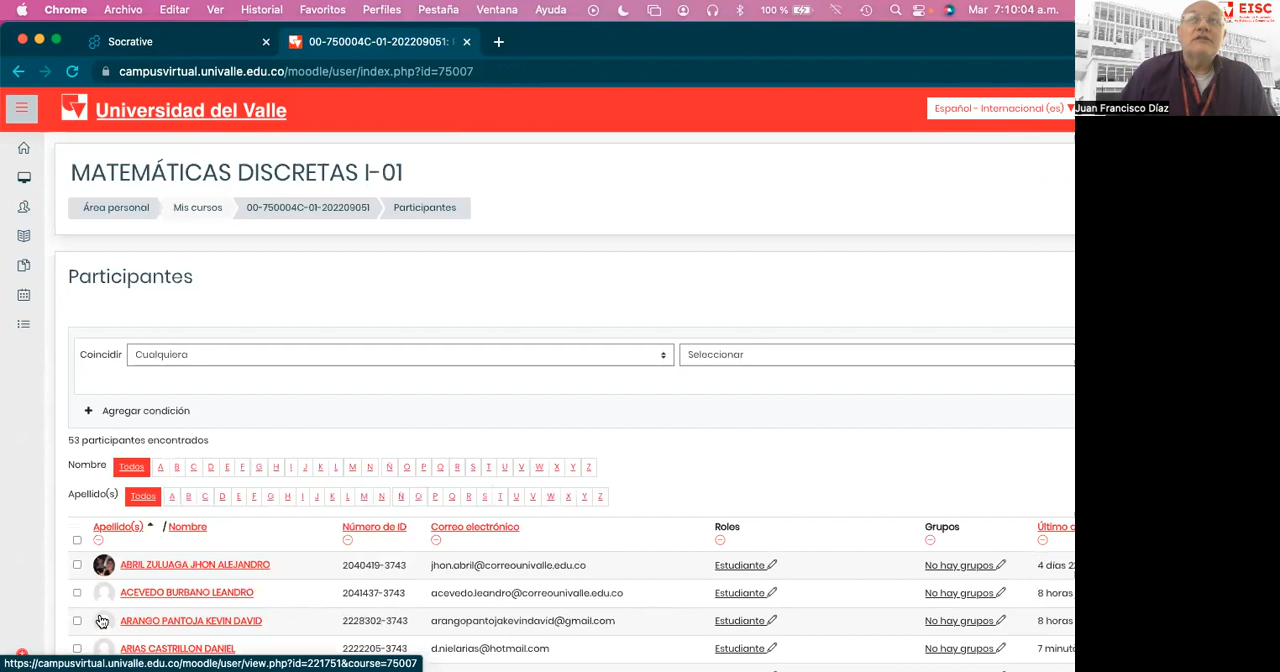 Chrome Archivo Editar Ver Historial Favoritos Perfiles Pestaña Ventana Ayuda 100 % Mar 7:10:04 a.m.
EISC
Socrative
00-750004C-01-202209051:
campusvirtual.univalle.edu.co/moodle/user/index.php?id=75007
Juan Francisco Díaz
Universidad del Valle
Español - Internacional (es)
MATEMÁTICAS DISCRETAS I-01
Área personal Mis cursos 00-750004C-01-202209051 Participantes
Participantes
Coincidir Cualquiera Seleccionar
Agregar condición
53 participantes encontrados
Nombre Todos A B C D E F G H I J K L M N Ñ O P Q R S T U V W X Y Z
Apellido(s) Todos A B C D E F G H I J K L M N Ñ O P Q R S T U V W X Y Z
Apellido(s) / Nombre Número de ID Correo electrónico Roles Grupos Último
ABRIL ZULUAGA JHON ALEJANDRO 2040419-3743 jhon.abril@correounivalle.edu.co Estudiante No hay grupos 4 días
ACEVEDO BURBANO LEANDRO 2041437-3743 acevedo.leandro@correounivalle.edu.co Estudiante No hay grupos 8 horas
ARANGO PANTOJA KEVIN DAVID 2228302-3743 arangopantojakevindavid@gmail.com Estudiante No hay grupos 8 horas
ARIAS CASTRILLON DANIEL 2222205-3743 d.nielarias@hotmail.com Estudiante No hay grupos 7
https://campusvirtual.univalle.edu.co/moodle/user/view.php?id=221751&course=75007